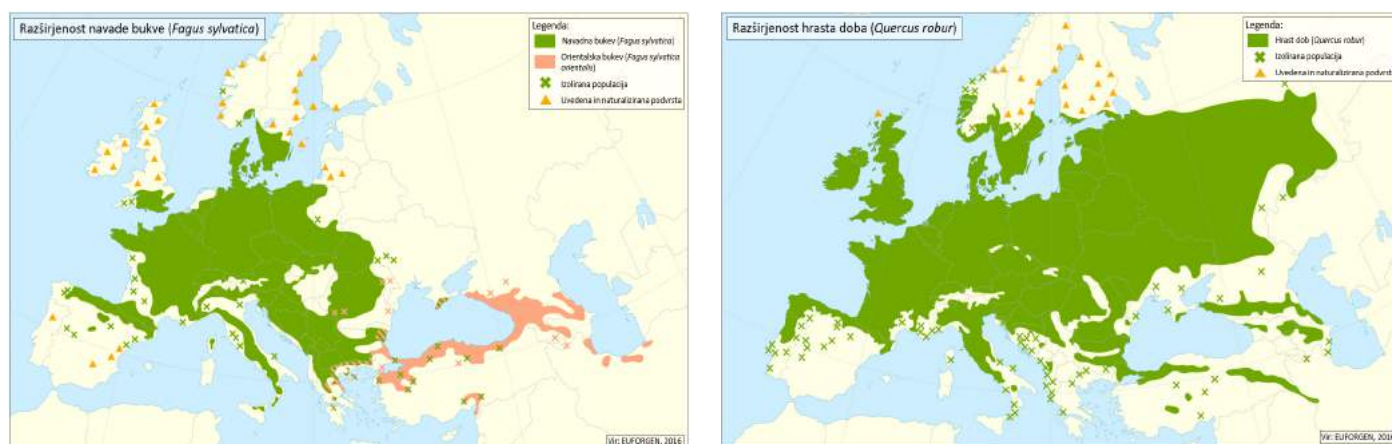 Razširjenost navade bukve (Fagus sylvatica)
Legenda:
Navadna bukev (Fagus sylvatica)
Orientalska bukev (Fagus sylvatica
orientalis)
Izolirana populacija
Uvedena in naturalizirana podvrsta
Vir: EUFORGEN, 2016
Razširjenost hrasta doba (Quercus robur)
Legenda:
Hrast dob (Quercus robur)
Izolirana populacija
Uvedena in naturalizirana podvrsta
Vir: EUFORGEN, 2016